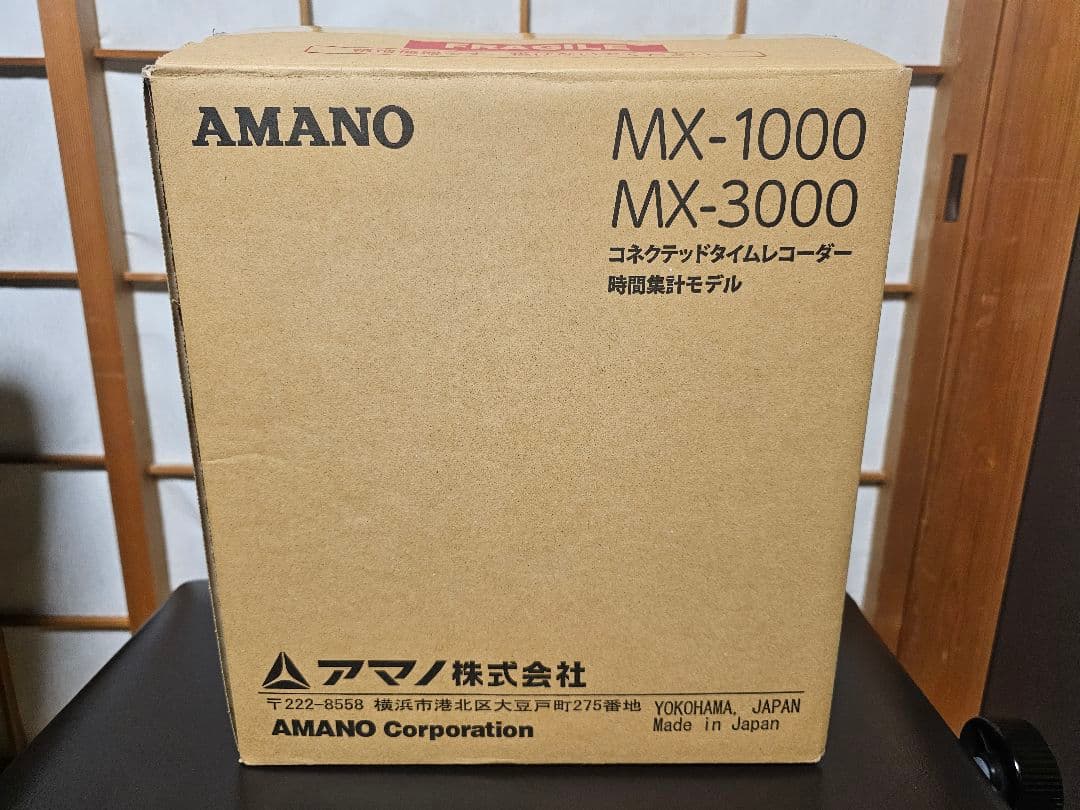 FRAGILE
AMANO
MX-1000
MX-3000
コネクテッドタイムレコーダー
時間集計モデル
アマノ株式会社
〒222-8558 横浜市港北区大豆戸町275番地 YOKOHAMA, JAPAN
AMANO Corporation Made in Japan